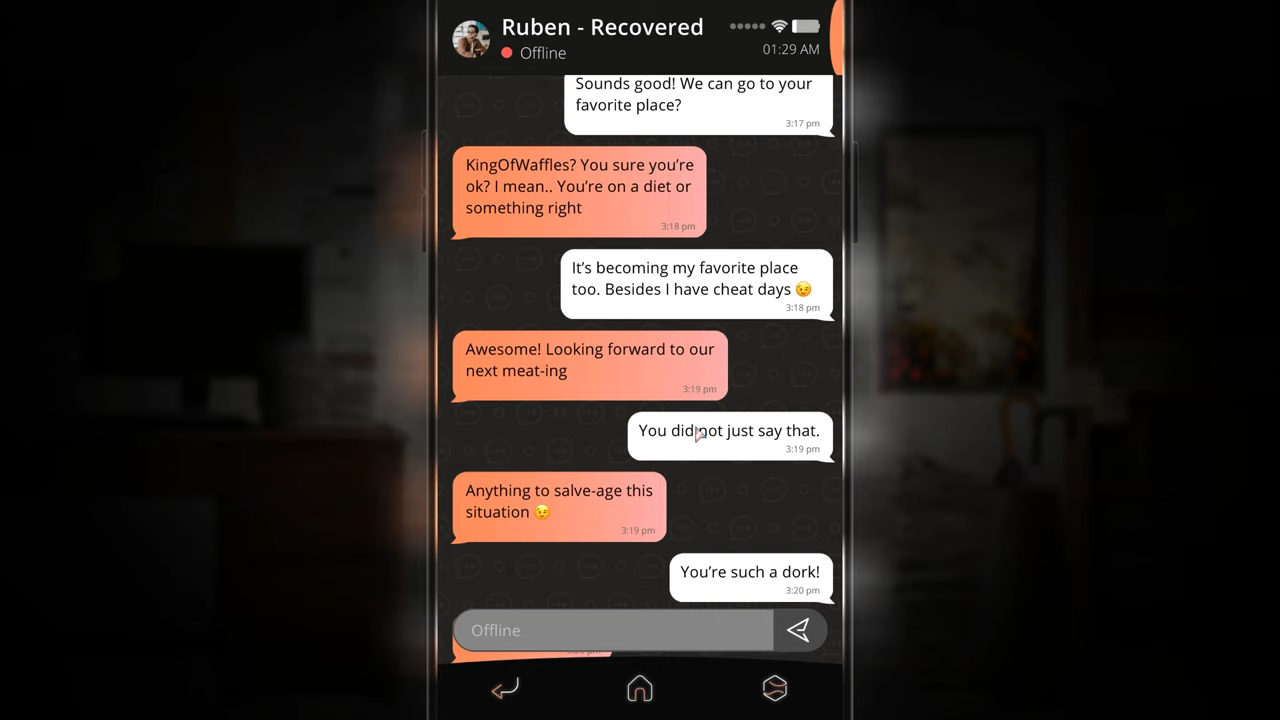 Ruben - Recovered
Offline
01:29 AM
Sounds good! We can go to your
favorite place?
3:17 pm
KingOfWaffles? You sure you’re
ok? I mean.. You’re on a diet or
something right
3:18 pm
It’s becoming my favorite place
too. Besides I have cheat days 😉
3:18 pm
Awesome! Looking forward to our
next meat-ing
3:19 pm
You did not just say that.
3:19 pm
Anything to salve-age this
situation 😉
3:19 pm
You’re such a dork!
3:20 pm
Offline